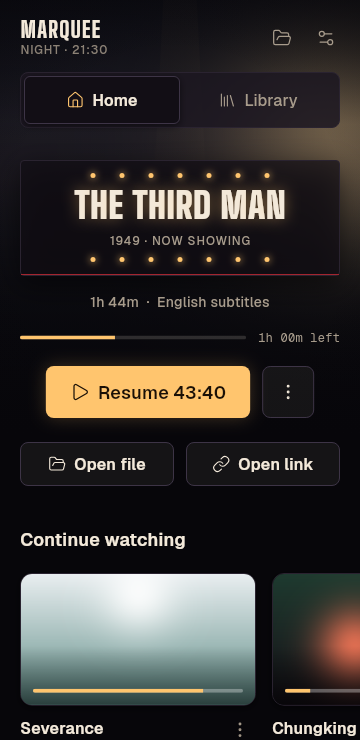 MARQUEE
NIGHT · 21:30
Home
Library
THE THIRD MAN
1949 · NOW SHOWING
1h 44m · English subtitles
1h 00m left
Resume 43:40
Open file
Open link
Continue watching
Severance
Chungking